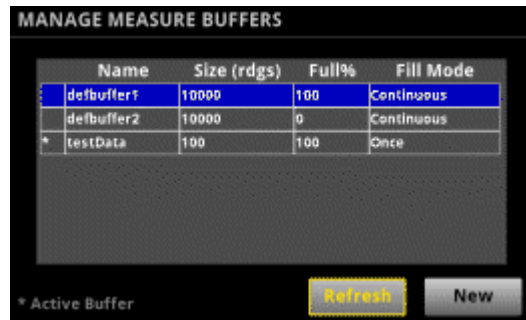 MANAGE MEASURE BUFFERS
Name Size (rdgs) Full% Fill Mode
defbuffer1 10000 100 Continuous
defbuffer2 10000 0 Continuous
* testData 100 100 Once
* Active Buffer Refresh New